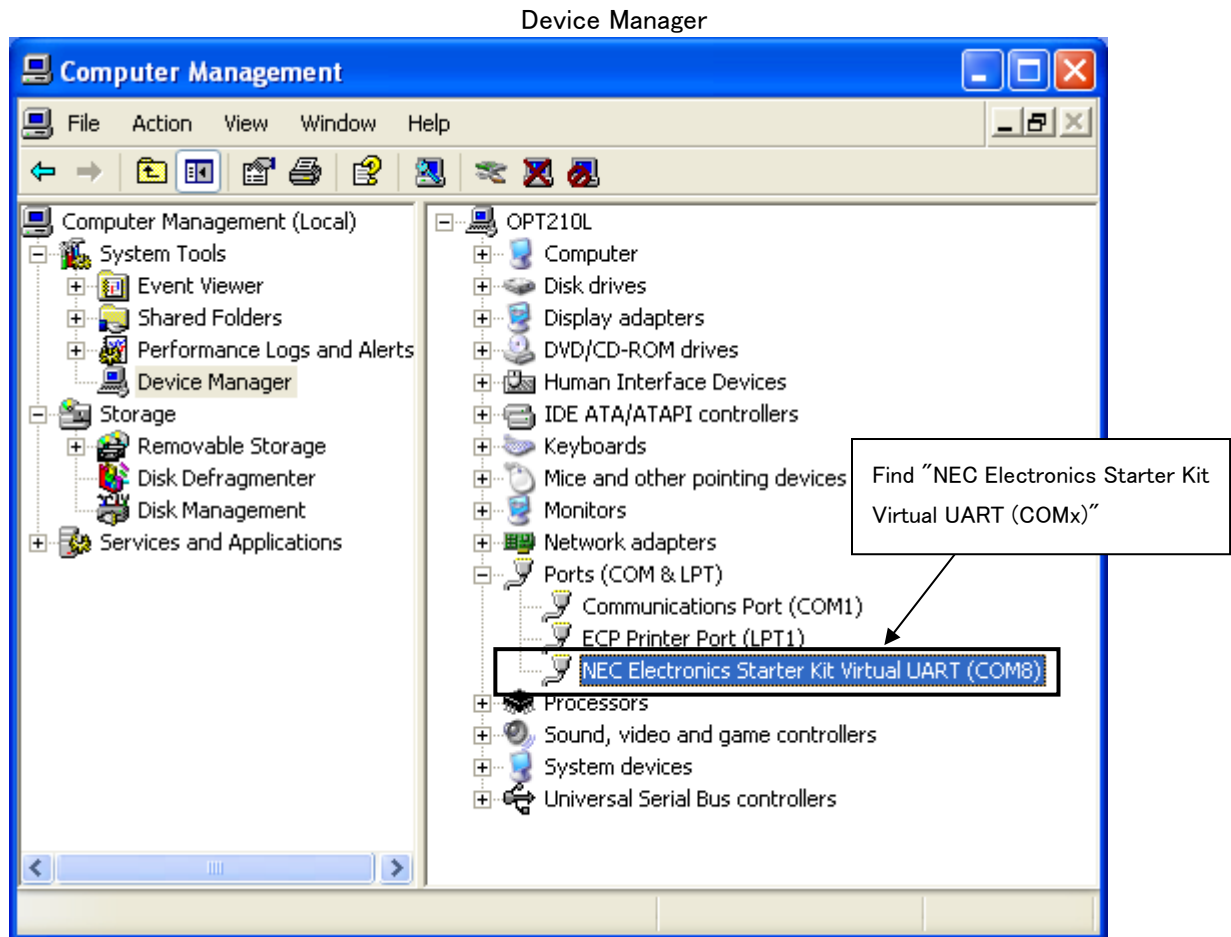 Device Manager
Computer Management
File Action View Window Help
Computer Management (Local)
System Tools
Event Viewer
Shared Folders
Performance Logs and Alerts
Device Manager
Storage
Removable Storage
Disk Defragmenter
Disk Management
Services and Applications
OPT210L
Computer
Disk drives
Display adapters
DVD/CD-ROM drives
Human Interface Devices
IDE ATA/ATAPI controllers
Keyboards
Mice and other pointing devices
Monitors
Network adapters
Ports (COM & LPT)
Communications Port (COM1)
ECP Printer Port (LPT1)
NEC Electronics Starter Kit Virtual UART (COM8)
Processors
Sound, video and game controllers
System devices
Universal Serial Bus controllers
Find "NEC Electronics Starter Kit
Virtual UART (COMx)"